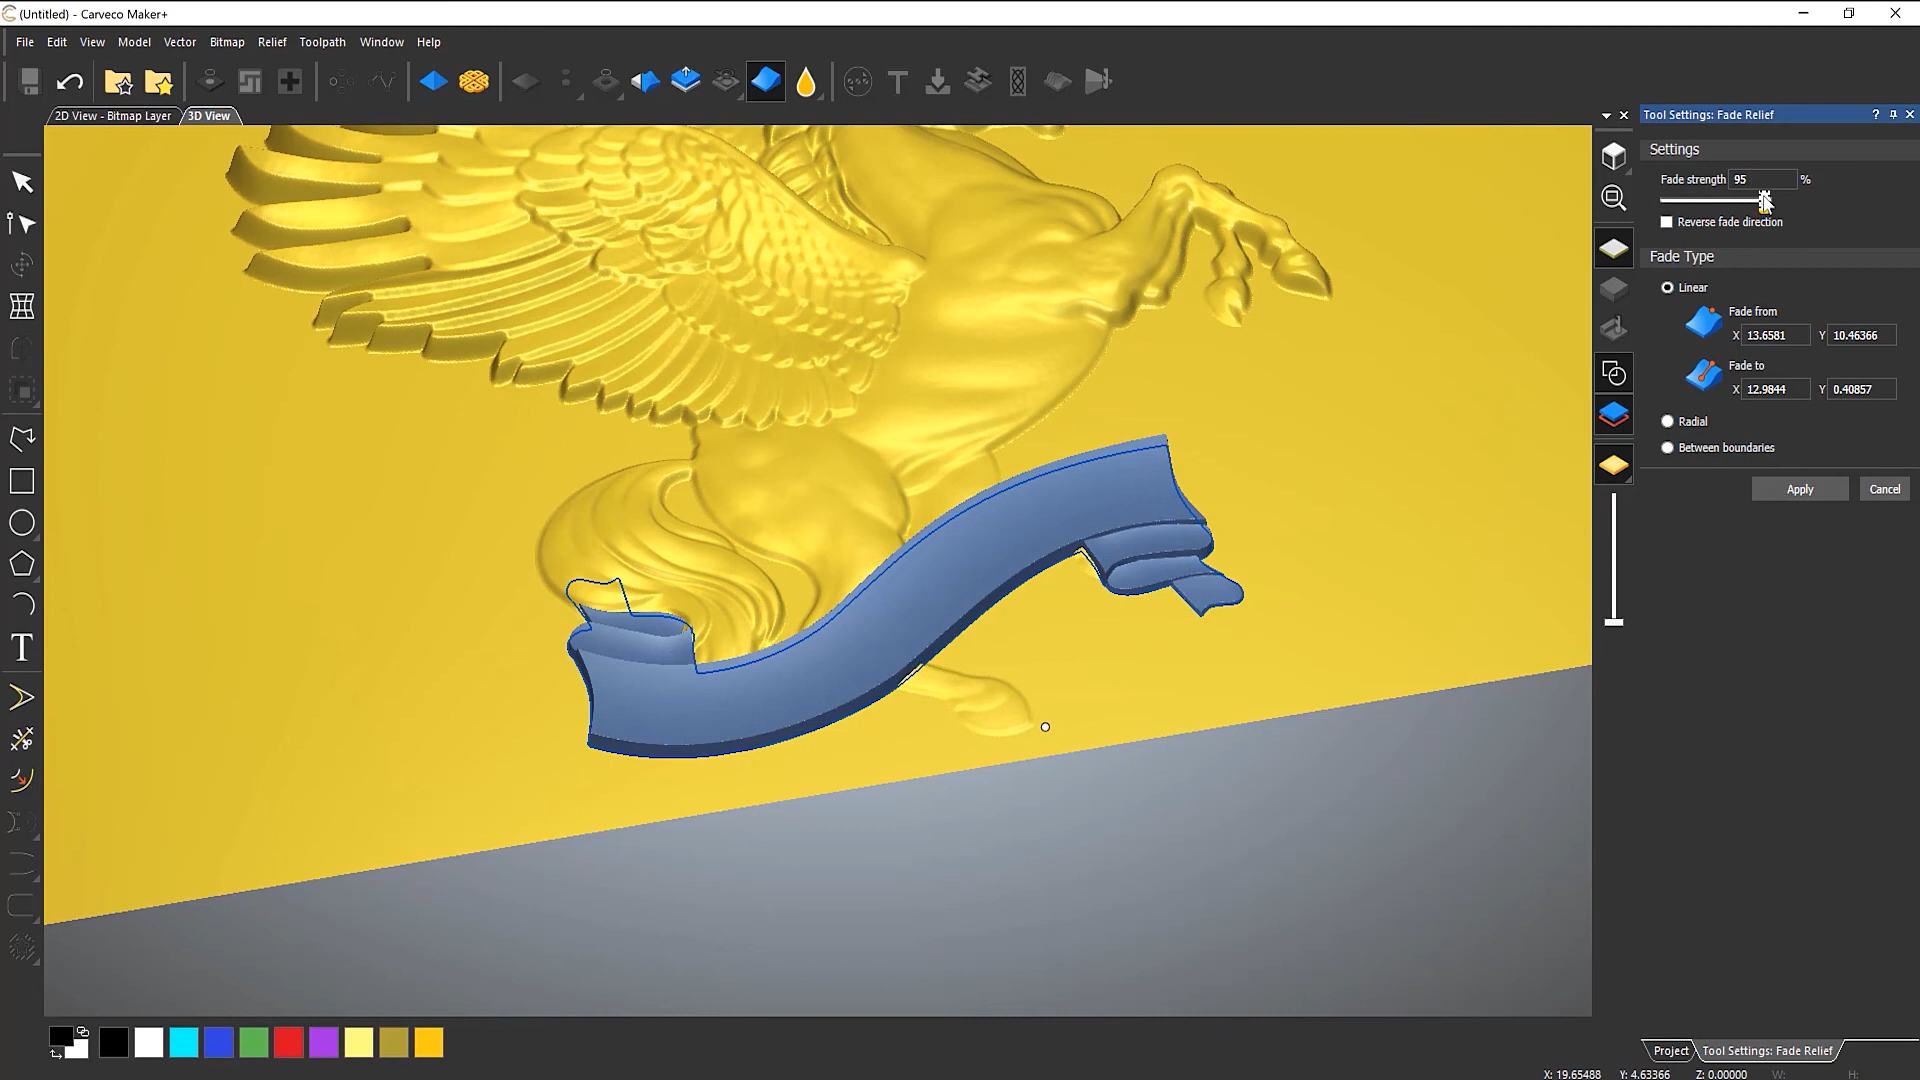 (Untitled) - Carveco Maker+
File Edit View Model Vector Bitmap Relief Toolpath Window Help
2D View - Bitmap Layer 3D View
Tool Settings: Fade Relief
Settings
Fade strength 95 %
Reverse fade direction
Fade Type
Linear
Fade from
X 13.6581 Y 10.46366
Fade to
X 12.9844 Y 0.40857
Radial
Between boundaries
Apply Cancel
Project Tool Settings: Fade Relief
X: 19.65488 Y: 4.63366 Z: 0.00000 W: H: